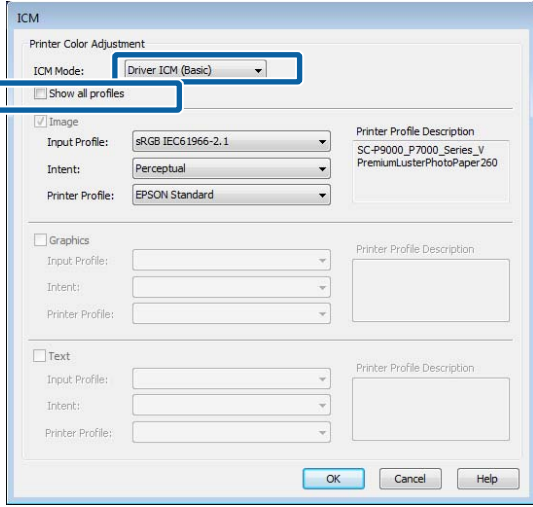 ICM
Printer Color Adjustment
ICM Mode: Driver ICM (Basic)
Show all profiles
Image
Input Profile: sRGB IEC61966-2.1
Intent: Perceptual
Printer Profile: EPSON Standard
Printer Profile Description
SC-P9000_P7000_Series_V
PremiumLusterPhotoPaper260
Graphics
Input Profile:
Intent:
Printer Profile:
Printer Profile Description
Text
Input Profile:
Intent:
Printer Profile:
Printer Profile Description
OK Cancel Help